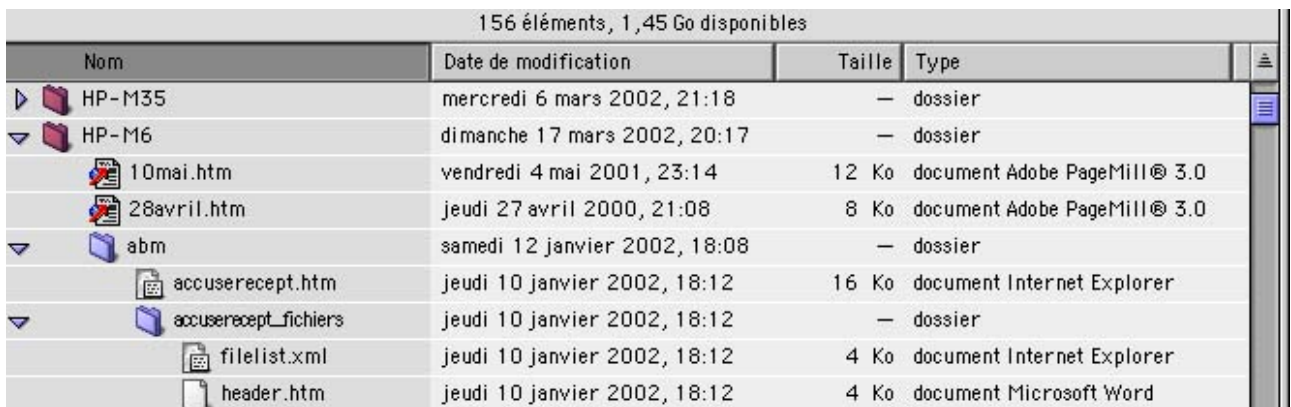 156 éléments, 1,45 Go disponibles
Nom Date de modification Taille Type
HP-M35 mercredi 6 mars 2002, 21:18 — dossier
HP-M6 dimanche 17 mars 2002, 20:17 — dossier
10mai.htm vendredi 4 mai 2001, 23:14 12 Ko document Adobe PageMill® 3.0
28avril.htm jeudi 27 avril 2000, 21:08 8 Ko document Adobe PageMill® 3.0
abm samedi 12 janvier 2002, 18:08 — dossier
accuserecept.htm jeudi 10 janvier 2002, 18:12 16 Ko document Internet Explorer
accuserecept_fichiers jeudi 10 janvier 2002, 18:12 — dossier
filelist.xml jeudi 10 janvier 2002, 18:12 4 Ko document Internet Explorer
header.htm jeudi 10 janvier 2002, 18:12 4 Ko document Microsoft Word